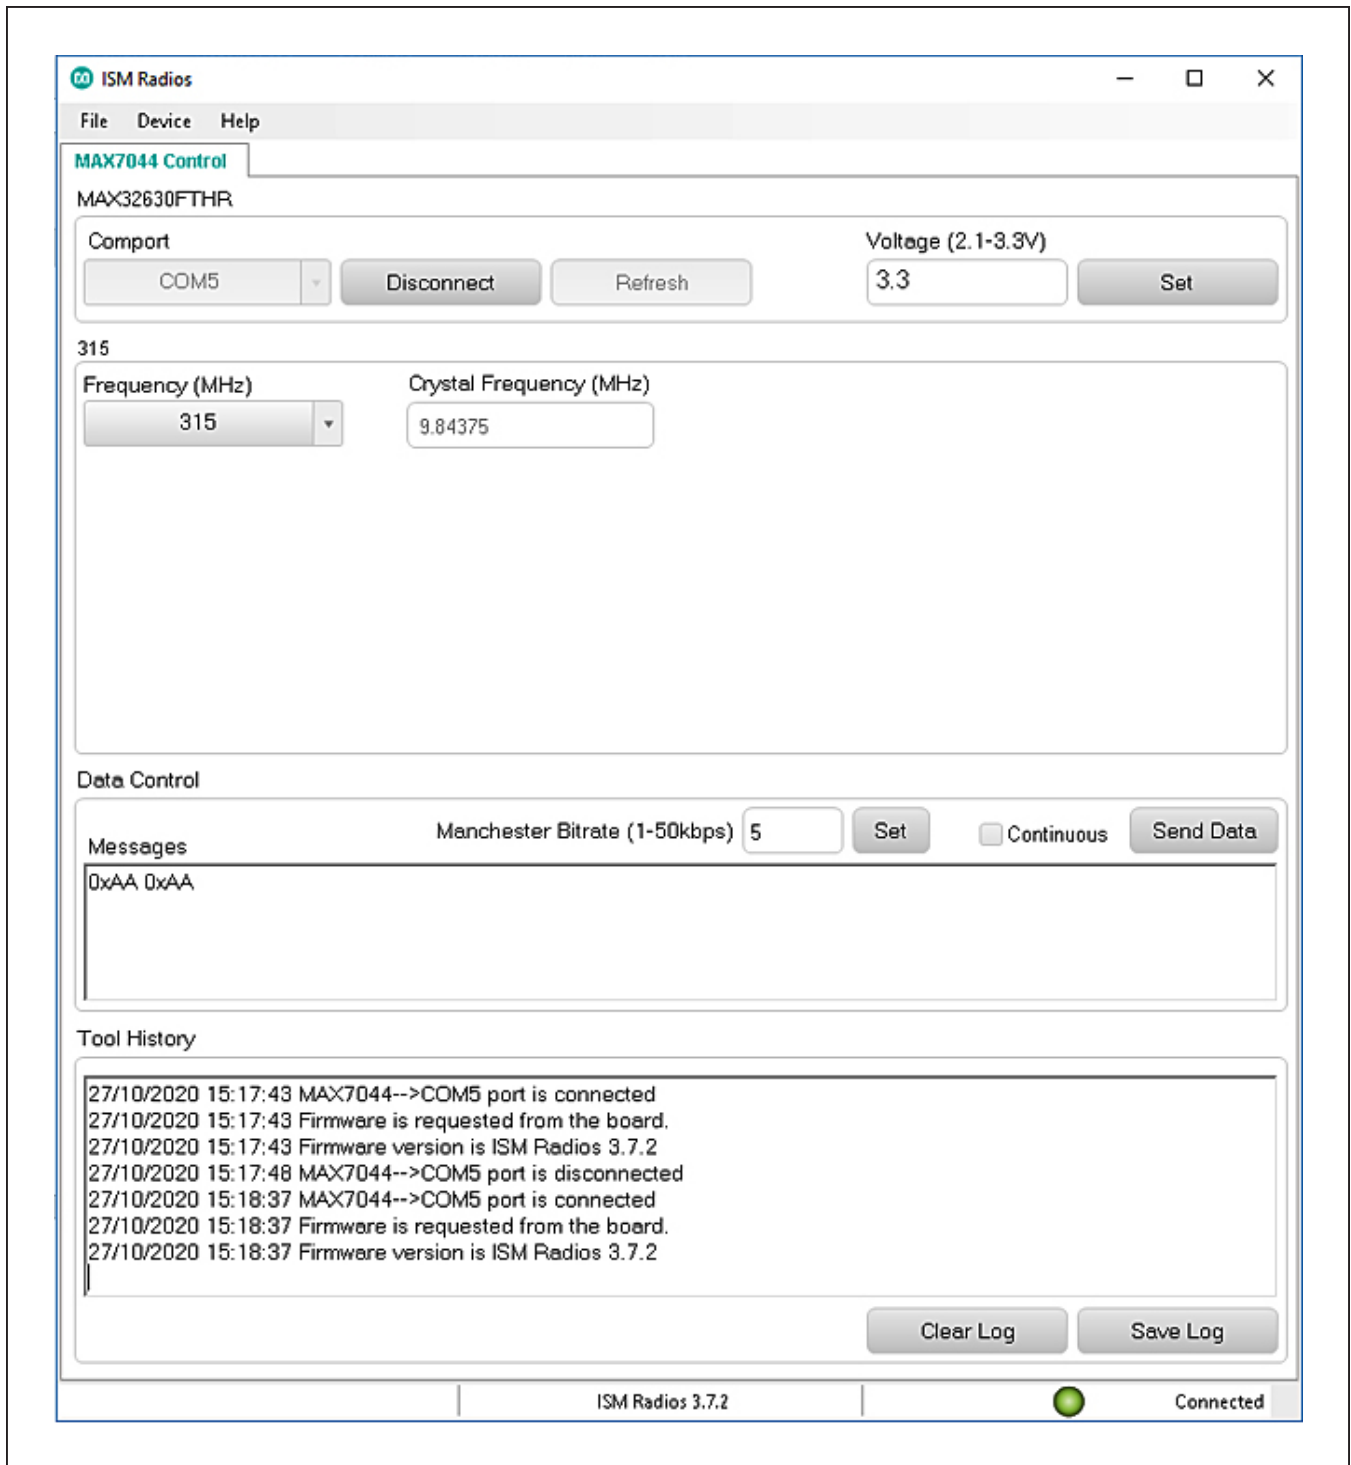 ISM Radios
File Device Help
MAX7044 Control
MAX32630FTHR
Comport Voltage (2.1-3.3V)
COM5 Disconnect Refresh 3.3 Set
315
Frequency (MHz) Crystal Frequency (MHz)
315 9.84375
Data Control
Messages Manchester Bitrate (1-50kbps) 5 Set Continuous Send Data
0xAA 0xAA
Tool History
27/10/2020 15:17:43 MAX7044-->COM5 port is connected
27/10/2020 15:17:43 Firmware is requested from the board.
27/10/2020 15:17:43 Firmware version is ISM Radios 3.7.2
27/10/2020 15:17:48 MAX7044-->COM5 port is disconnected
27/10/2020 15:18:37 MAX7044-->COM5 port is connected
27/10/2020 15:18:37 Firmware is requested from the board.
27/10/2020 15:18:37 Firmware version is ISM Radios 3.7.2
Clear Log Save Log
ISM Radios 3.7.2 Connected